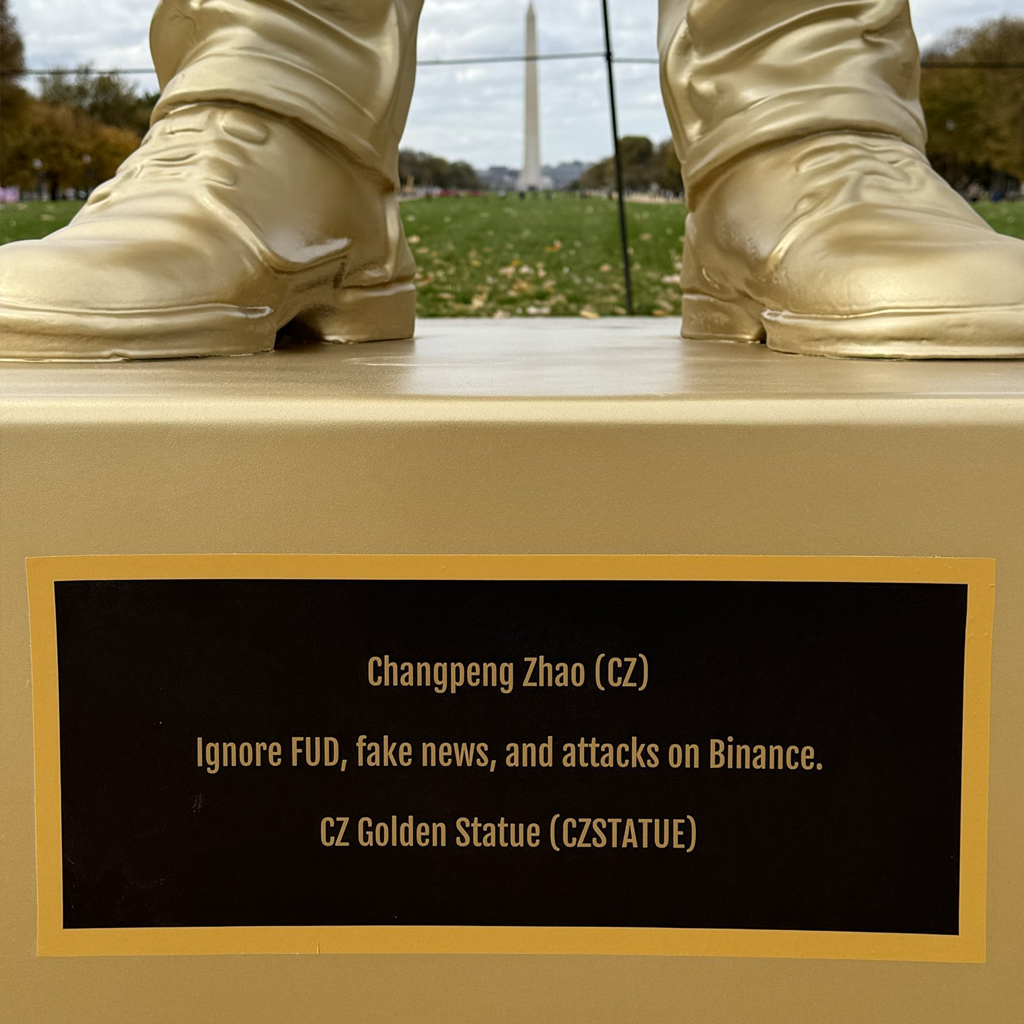 Changpeng Zhao (CZ)
Ignore FUD, fake news, and attacks on Binance.
CZ Golden Statue (CZSTATUE)